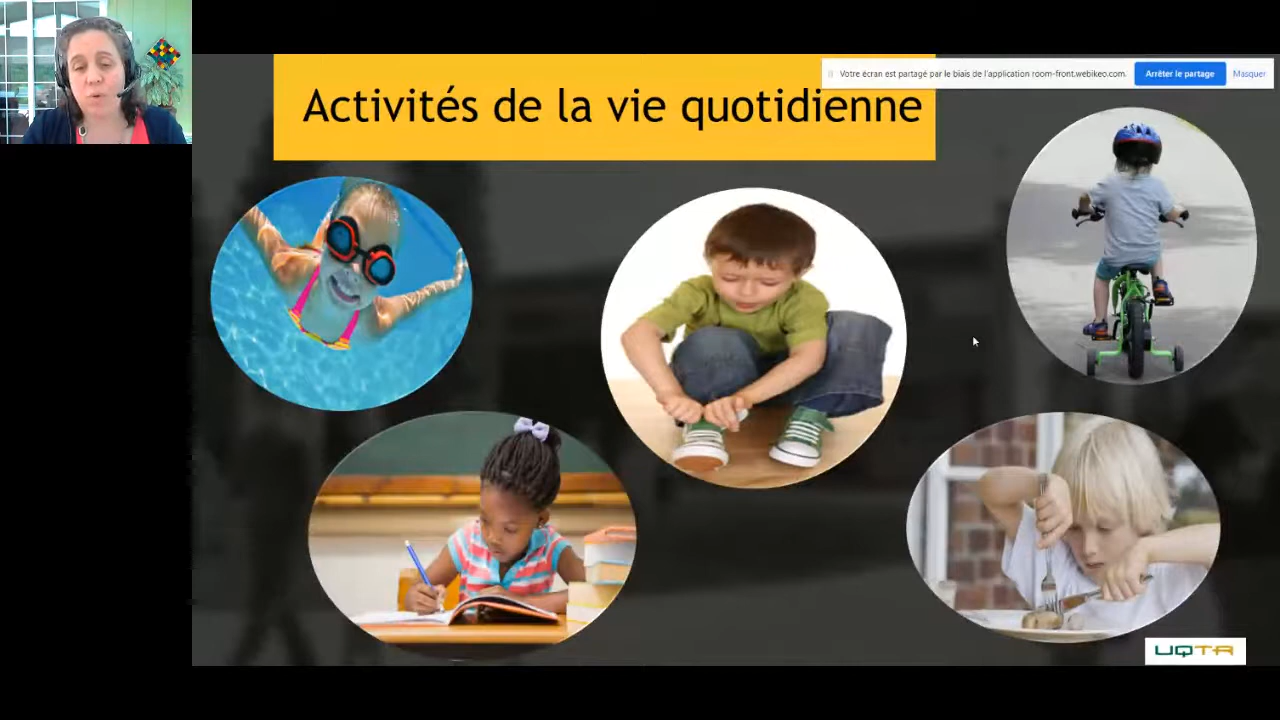 Activités de la vie quotidienne
Votre écran est partagé par le biais de l'application room-front.webikeo.com.
Arrêter le partage
Masquer
UQTR